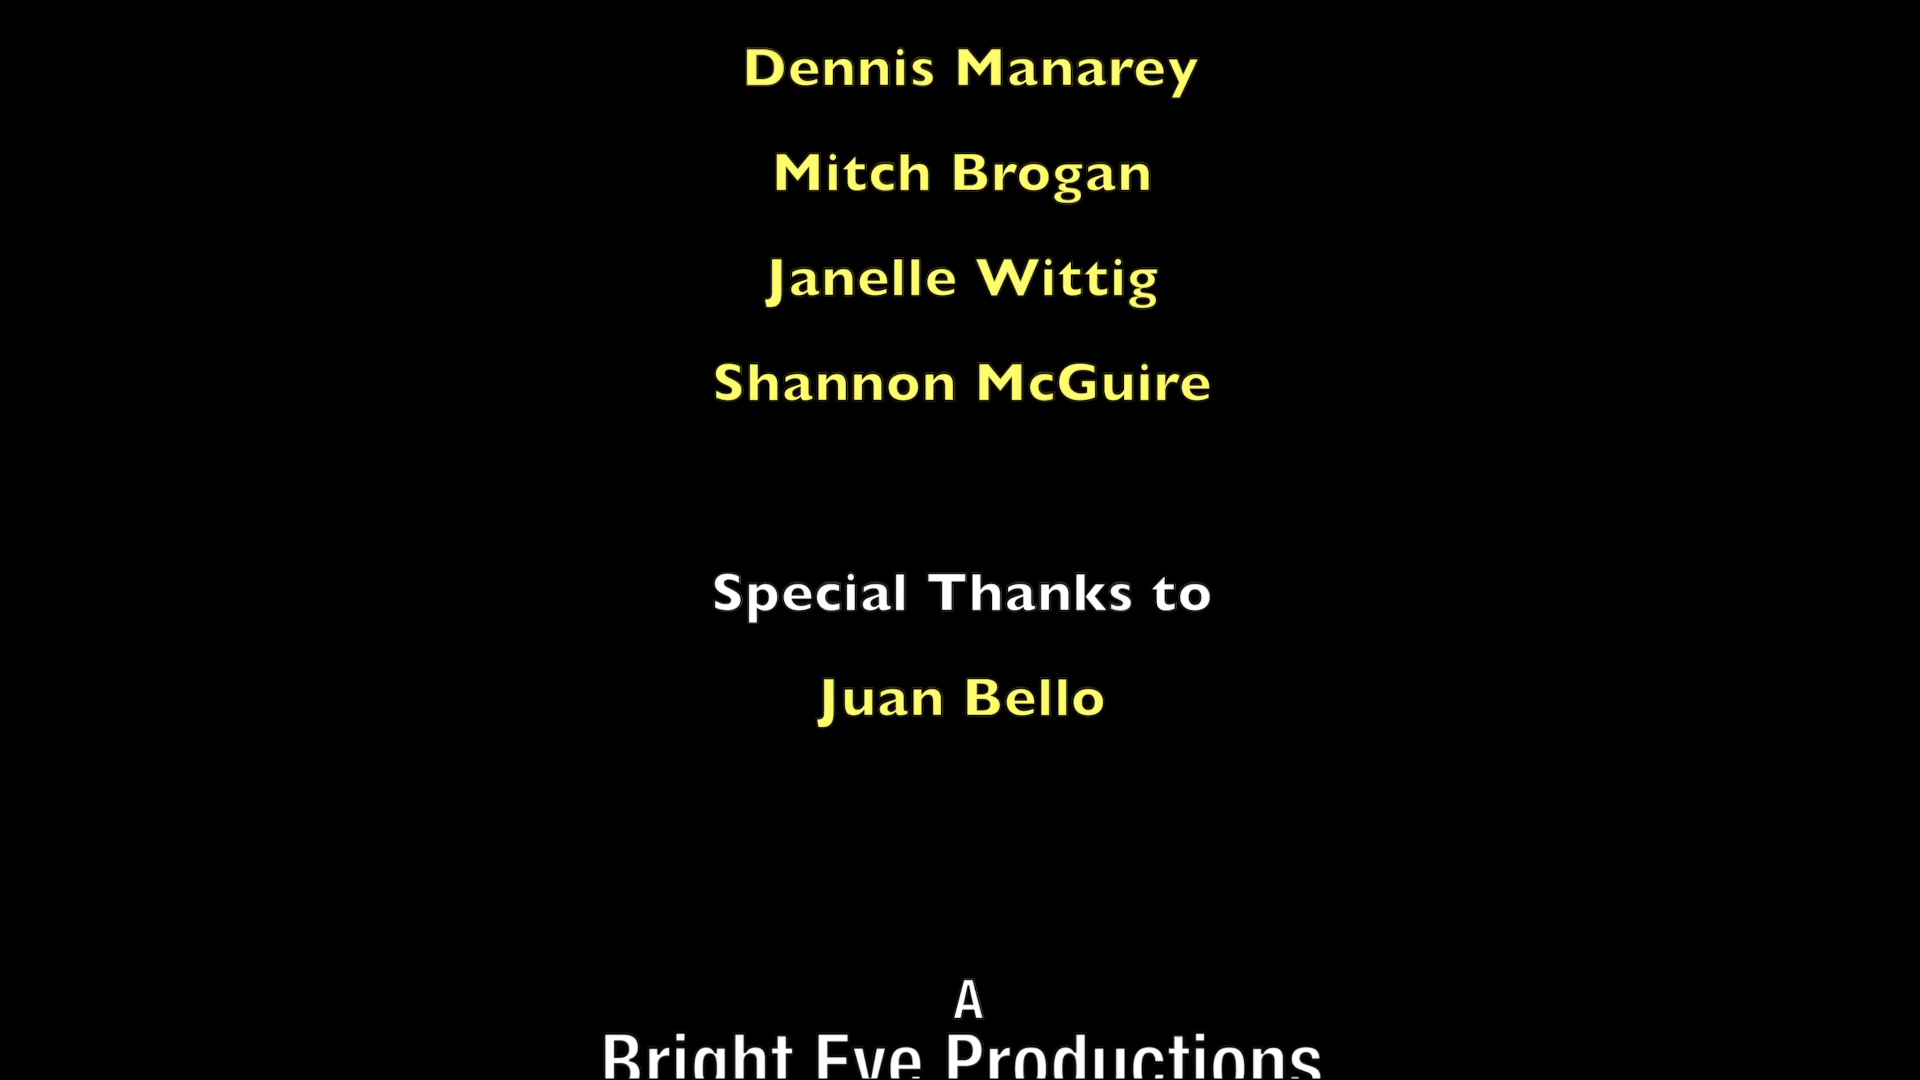 Dennis Manarey
Mitch Brogan
Janelle Wittig
Shannon McGuire
Special Thanks to
Juan Bello
A
Bright Eye Productions